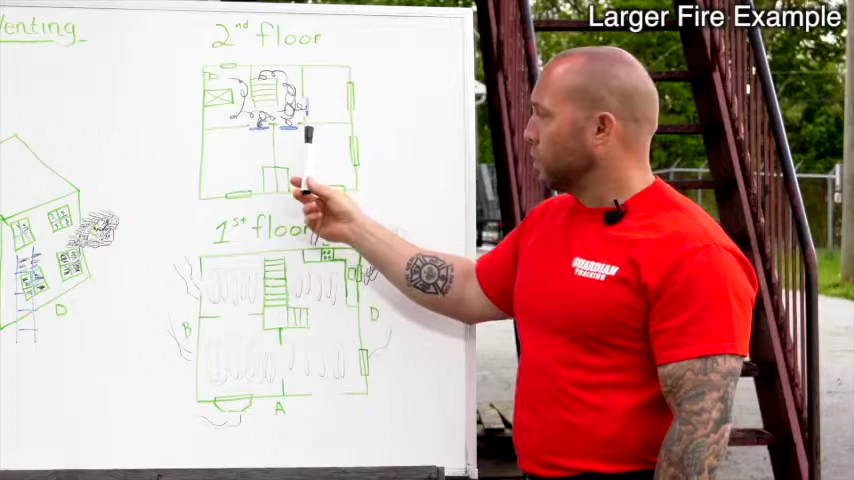 Larger Fire Example
Venting
2nd floor
1st floor
B
D
D
A
GUARDIAN
TRAINING